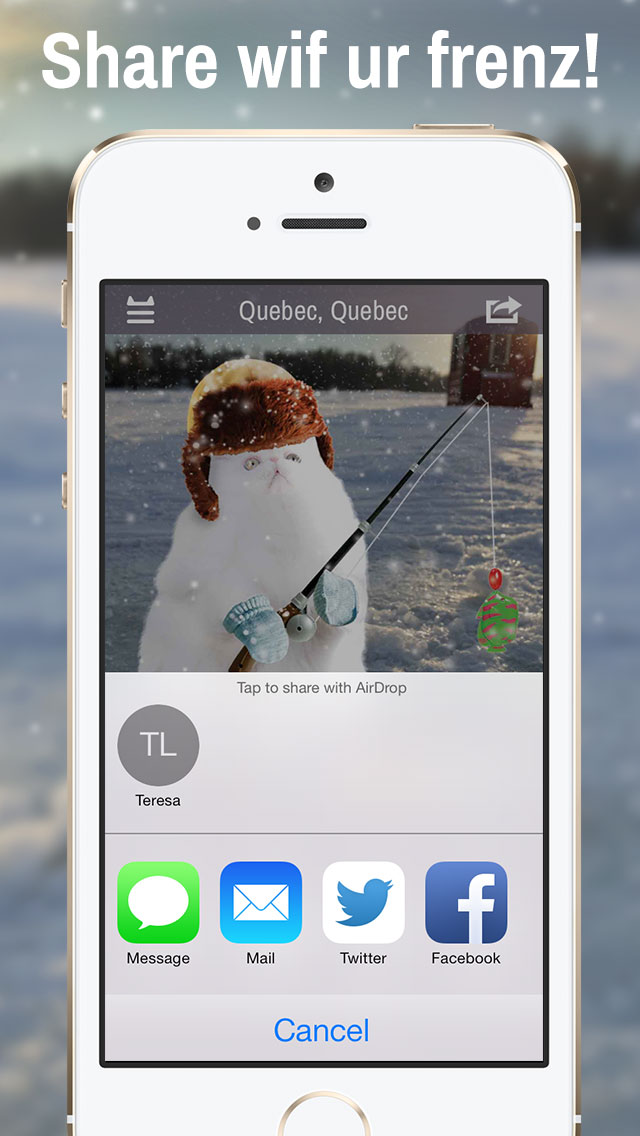 Share wif ur frenz!
Quebec, Quebec
Tap to share with AirDrop
TL
Teresa
Message Mail Twitter Facebook
Cancel